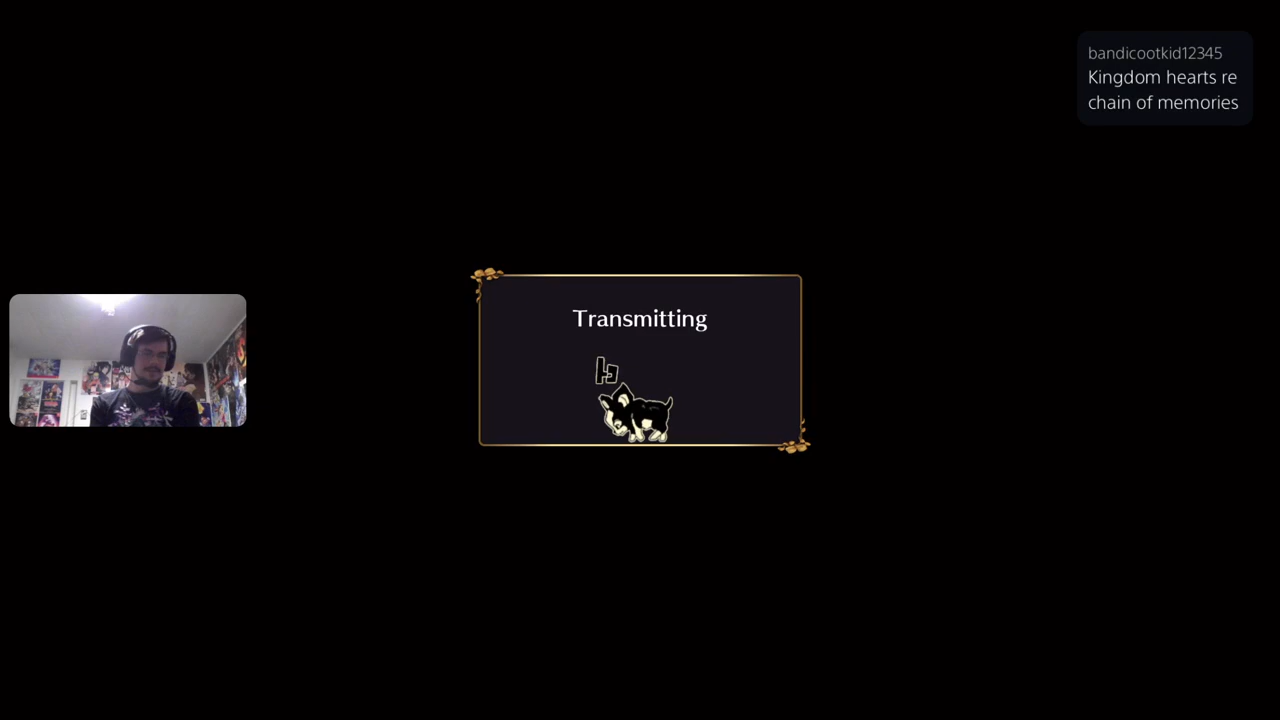 bandicootkid12345
Kingdom hearts re
chain of memories
Transmitting